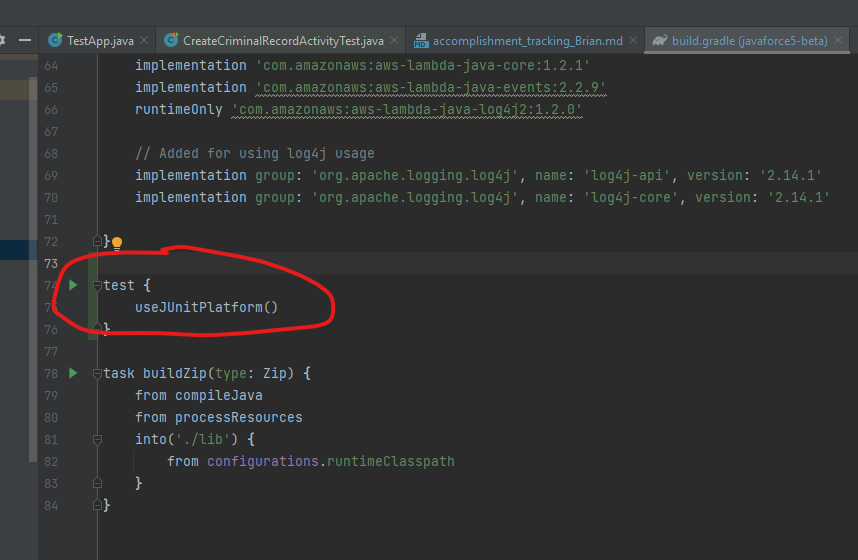 TestApp.java
CreateCriminalRecordActivityTest.java
MD
accomplishment_tracking_Brian.md
build.gradle (javaforce5-beta)
64 implementation 'com.amazonaws:aws-lambda-java-core:1.2.1'
65 implementation 'com.amazonaws:aws-lambda-java-events:2.2.9'
66 runtimeOnly 'com.amazonaws:aws-lambda-java-log4j2:1.2.0'
67
68 // Added for using log4j usage
69 implementation group: 'org.apache.logging.log4j', name: 'log4j-api', version: '2.14.1'
70 implementation group: 'org.apache.logging.log4j', name: 'log4j-core', version: '2.14.1'
71
72 }
73
74 test {
75 useJUnitPlatform()
76 }
77
78 task buildZip(type: Zip) {
79 from compileJava
80 from processResources
81 into('./lib') {
82 from configurations.runtimeClasspath
83 }
84 }